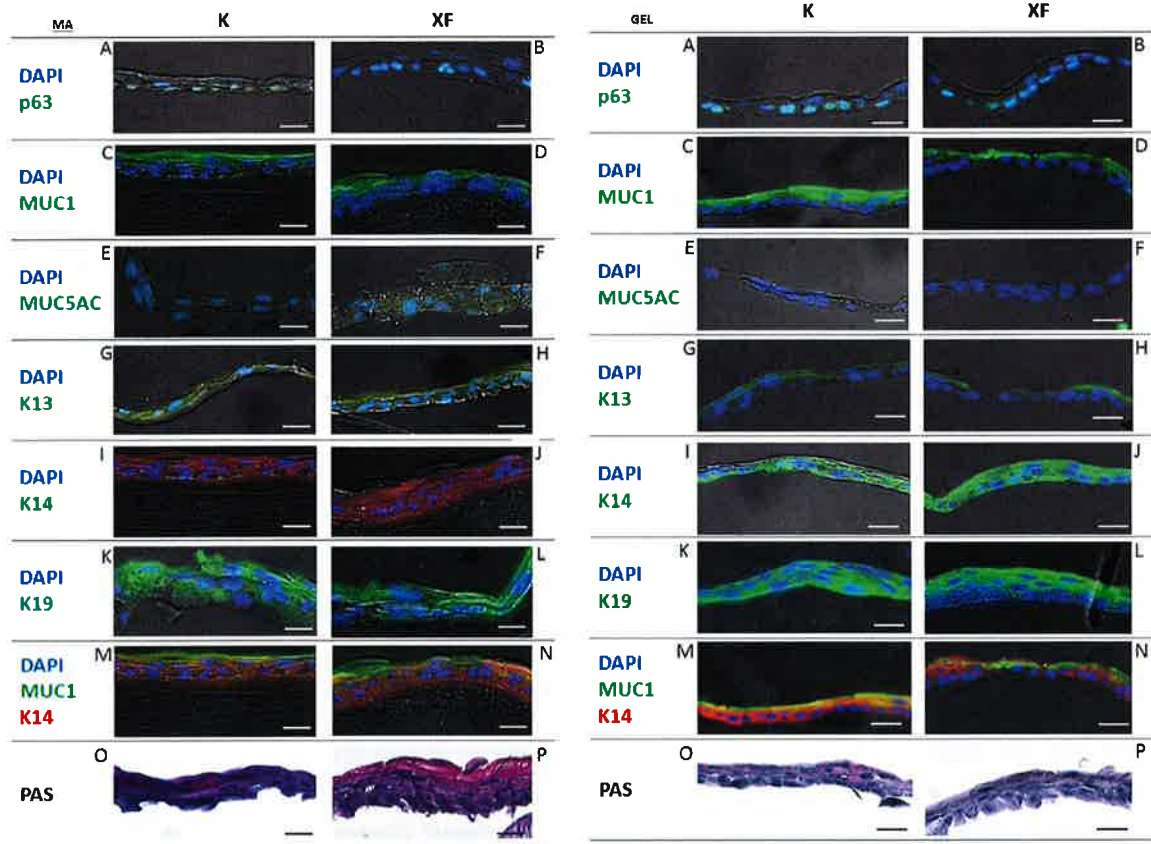 MA K XF
A B
DAPI
p63
C D
DAPI
MUC1
E F
DAPI
MUC5AC
G H
DAPI
K13
I J
DAPI
K14
K L
DAPI
K19
M N
DAPI
MUC1
K14
O P
PAS
GEL K XF
A B
DAPI
p63
C D
DAPI
MUC1
E F
DAPI
MUC5AC
G H
DAPI
K13
I J
DAPI
K14
K L
DAPI
K19
M N
DAPI
MUC1
K14
O P
PAS